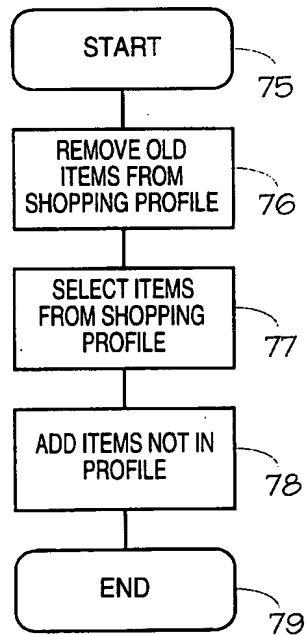 START
75
REMOVE OLD
ITEMS FROM
SHOPPING PROFILE
76
SELECT ITEMS
FROM SHOPPING
PROFILE
77
ADD ITEMS NOT IN
PROFILE
78
END
79